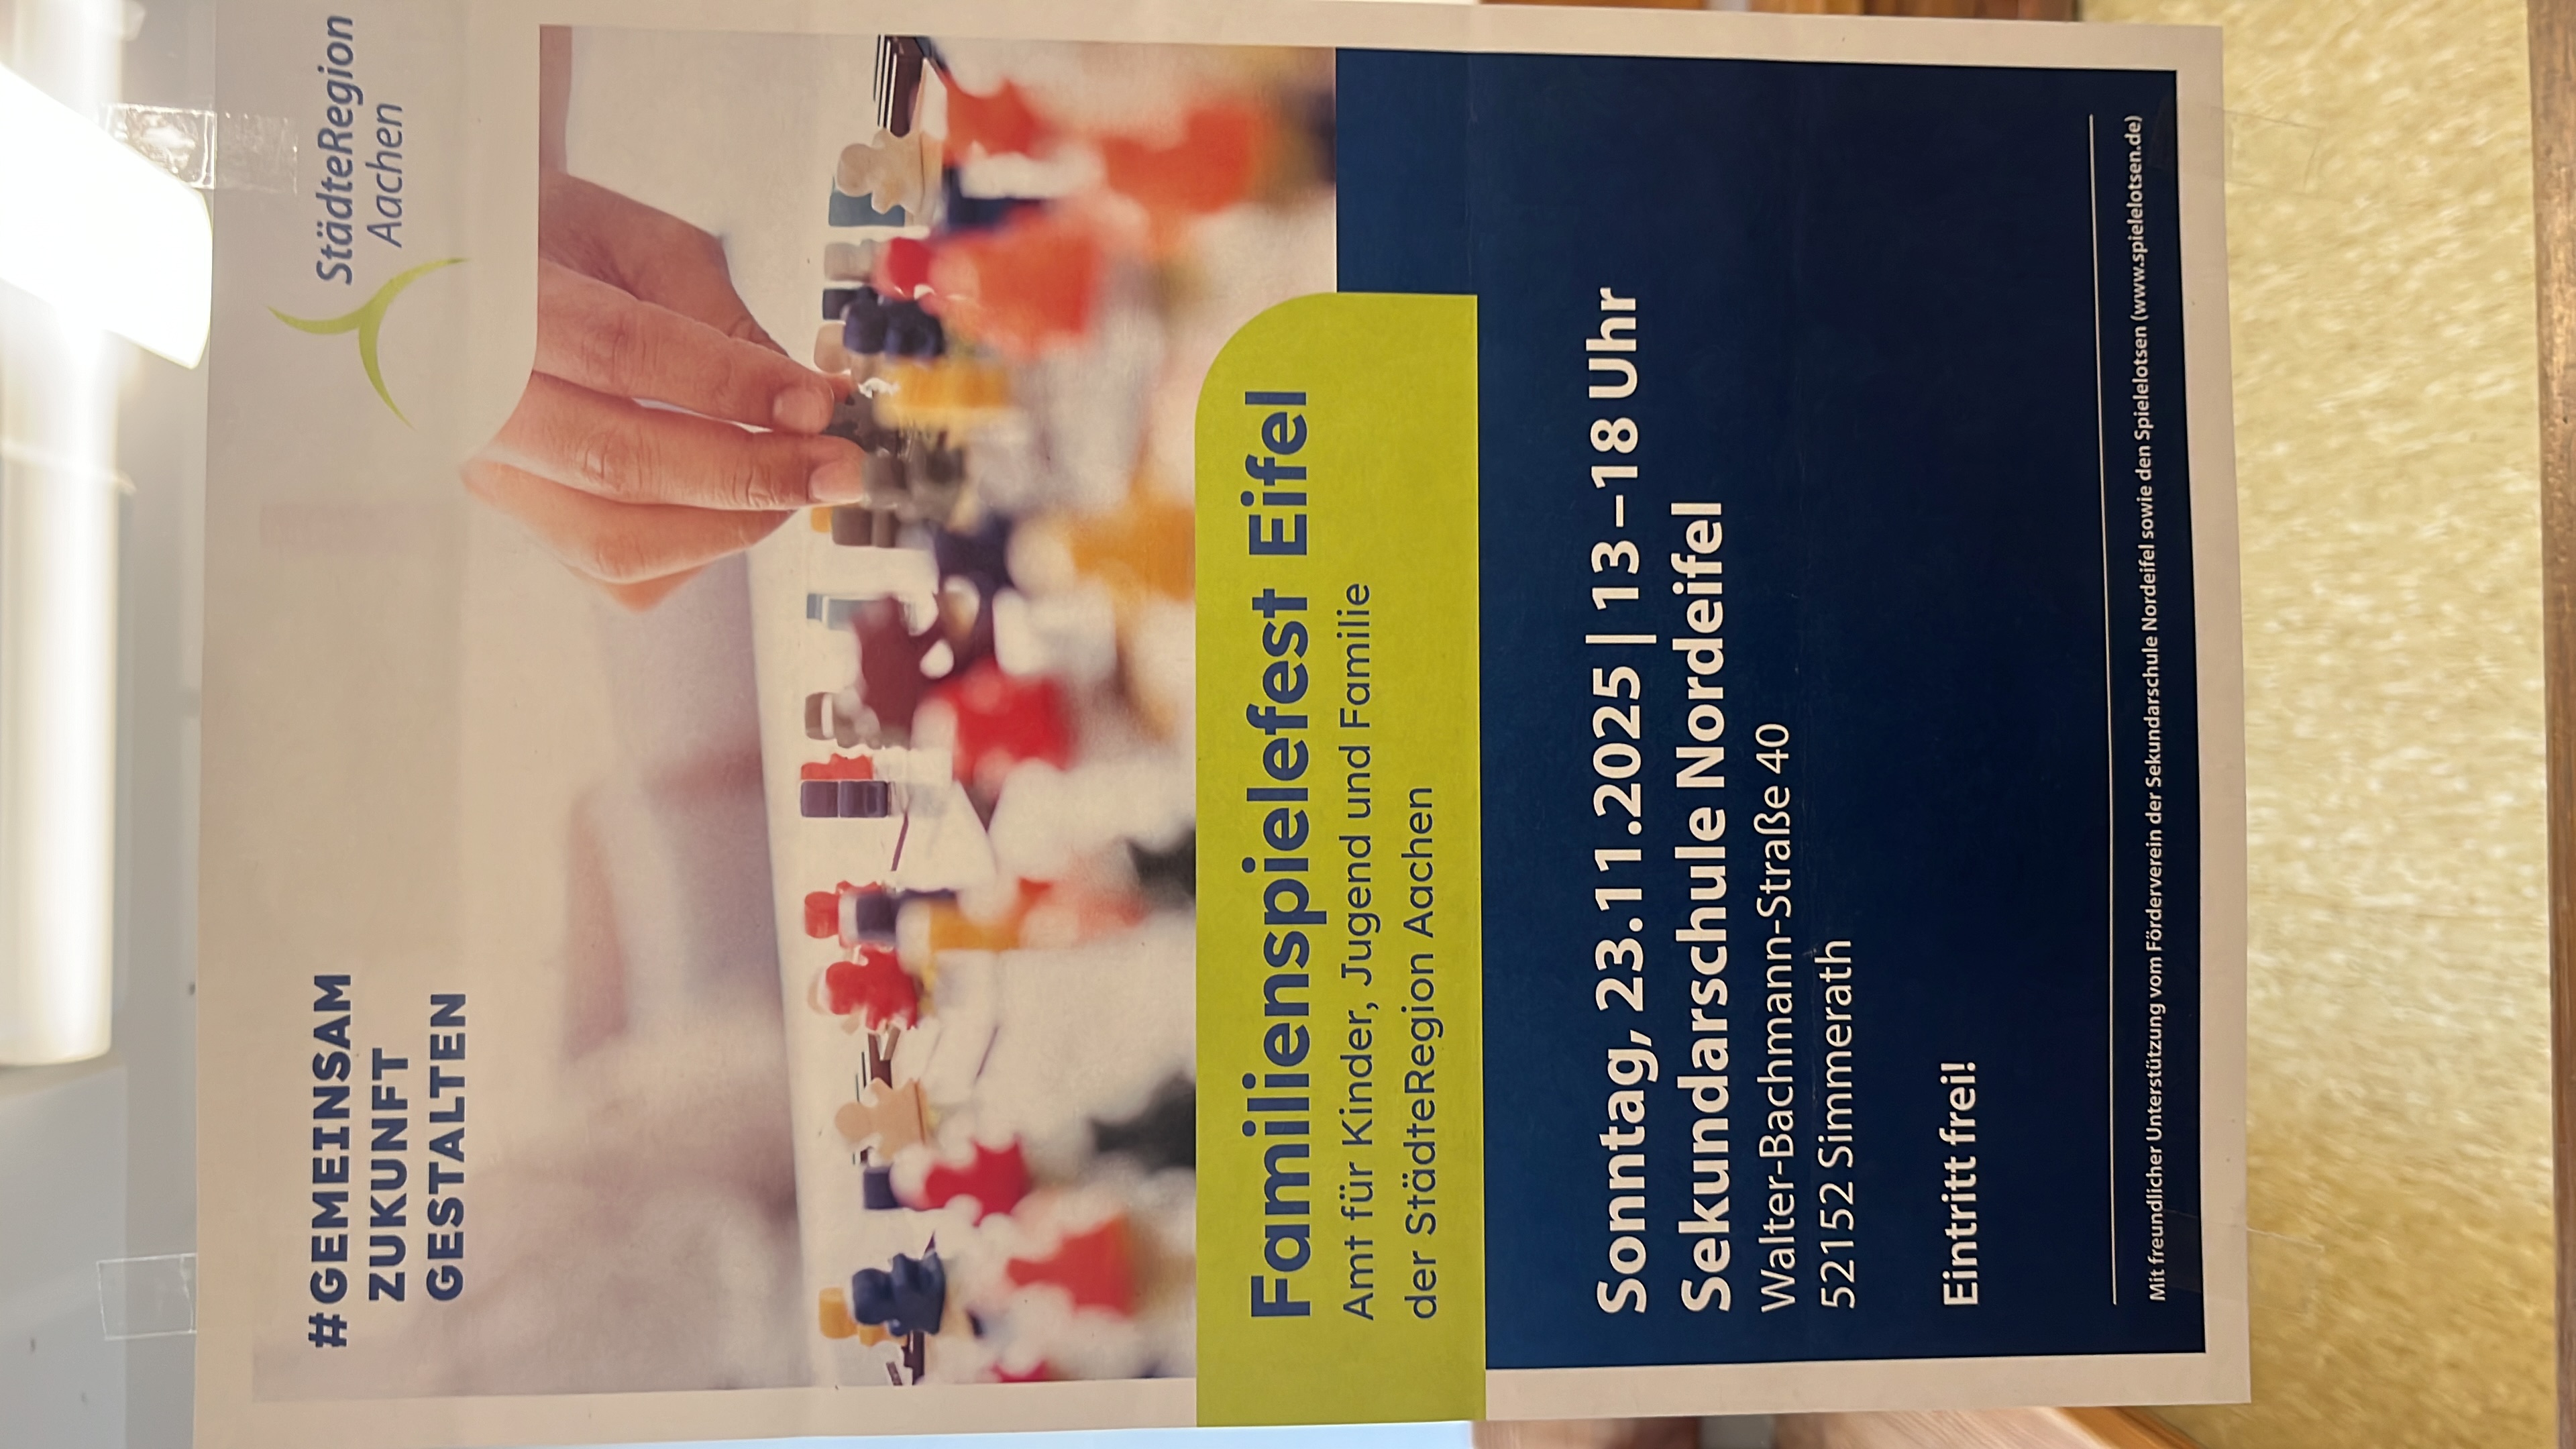 #GEMEINSAM
ZUKUNFT
GESTALTEN
StädteRegion
Aachen
Familienspielefest Eifel
Amt für Kinder, Jugend und Familie
der StädteRegion Aachen
Sonntag, 23.11.2025 | 13–18 Uhr
Sekundarschule Nordeifel
Walter-Bachmann-Straße 40
52152 Simmerath
Eintritt frei!
Mit freundlicher Unterstützung vom Förderverein der Sekundarschule Nordeifel sowie den Spielelotsen (www.spielelotsen.de)